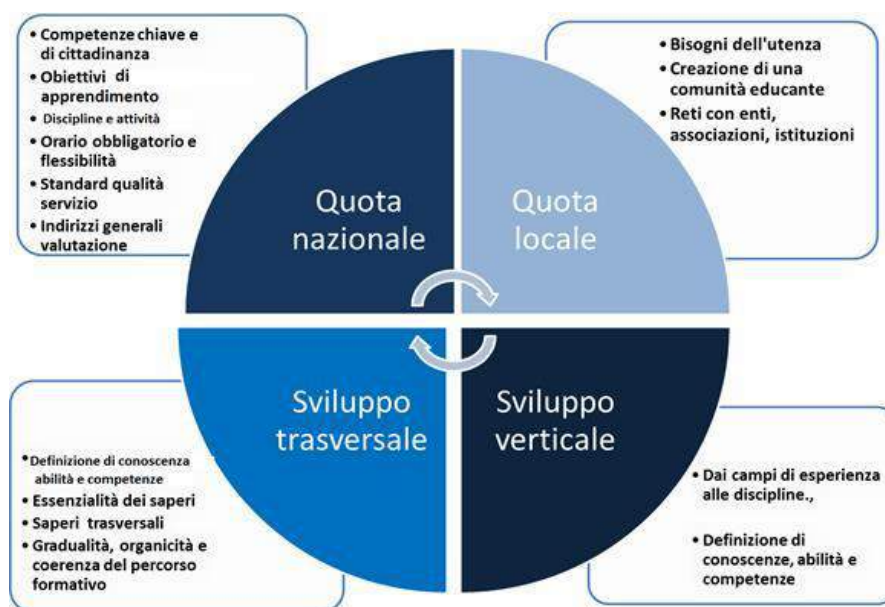 • Competenze chiave e
di cittadinanza
• Obiettivi di
apprendimento
• Discipline e attività
• Orario obbligatorio e
flessibilità
• Standard qualità
servizio
• Indirizzi generali
valutazione
• Bisogni dell'utenza
• Creazione di una
comunità educante
• Reti con enti,
associazioni, istituzioni
Quota
nazionale
Quota
locale
Sviluppo
trasversale
Sviluppo
verticale
• Definizione di conoscenza
abilità e competenze
• Essenzialità dei saperi
• Saperi trasversali
• Gradualità, organicità e
coerenza del percorso
formativo
• Dai campi di esperienza
alle discipline.,
• Definizione di
conoscenze, abilità e
competenze